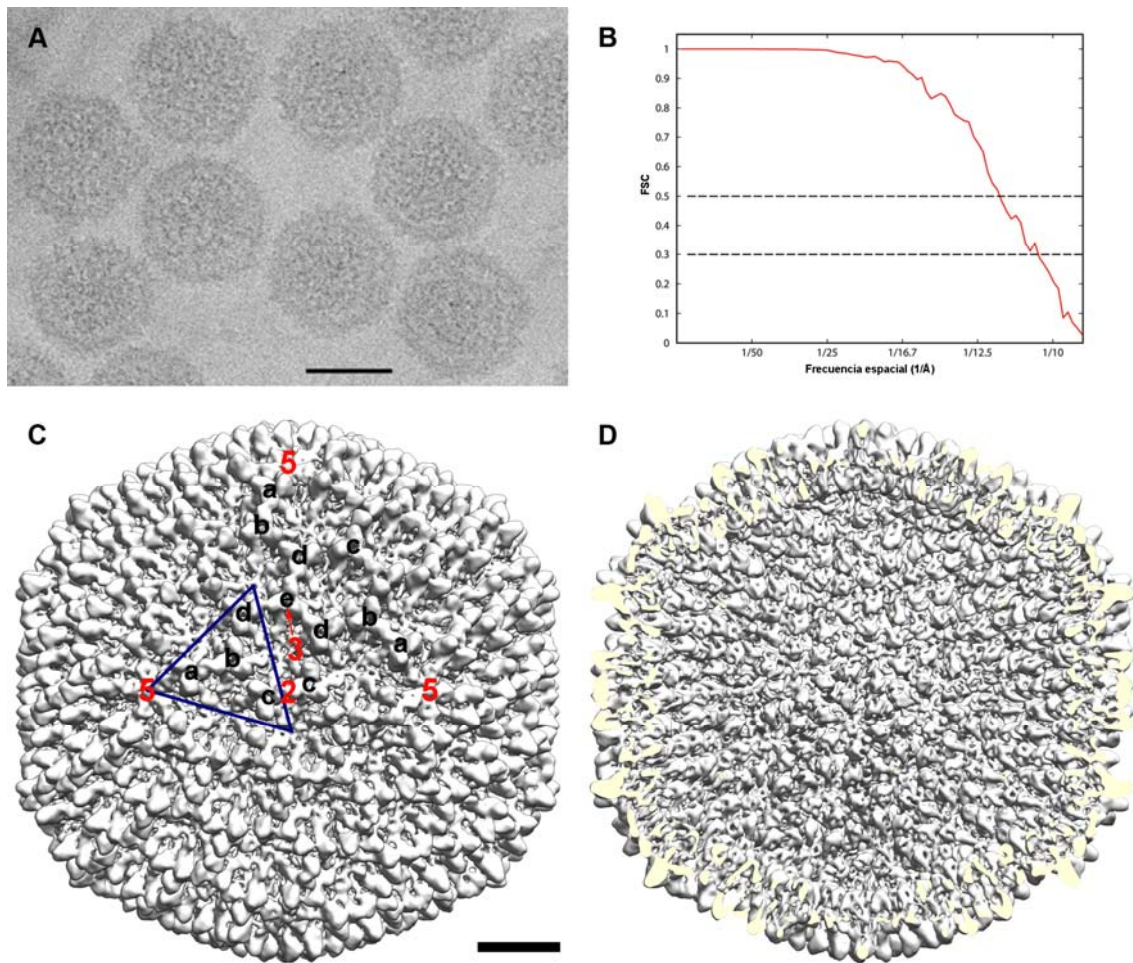 A
B
1
0.9
0.8
0.7
0.6
0.5
0.4
0.3
0.2
0.1
0
FSC
1/50 1/25 1/16,7 1/12.5 1/10
Frecuencia espacial (1/Å)
C
5
a
b
d c
e
d d b
3 a
a b
5 c 2 c 5
D